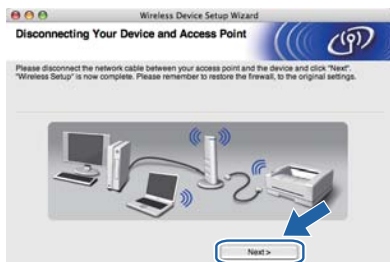 Wireless Device Setup Wizard
Disconnecting Your Device and Access Point
Please disconnect the network cable between your access point and the device and click "Next".
"Wireless Setup" is now complete. Please remember to restore the firewall, to the original settings.
Next >